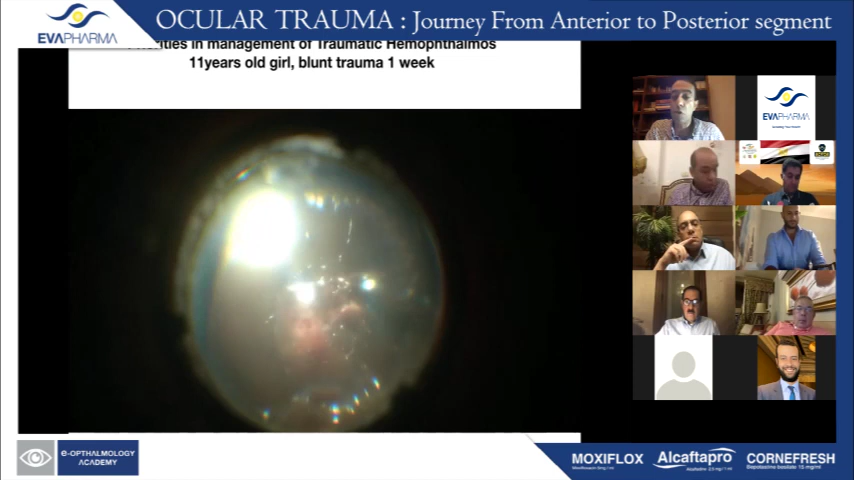 EVAPHARMA
OCULAR TRAUMA : Journey From Anterior to Posterior segment
in management of Traumatic Hemophthalmos
11years old girl, blunt trauma 1 week
EVAPHARMA
e-OPTHALMOLOGY
ACADEMY
MOXIFLOX
Alcaftapro
CORNEFRESH